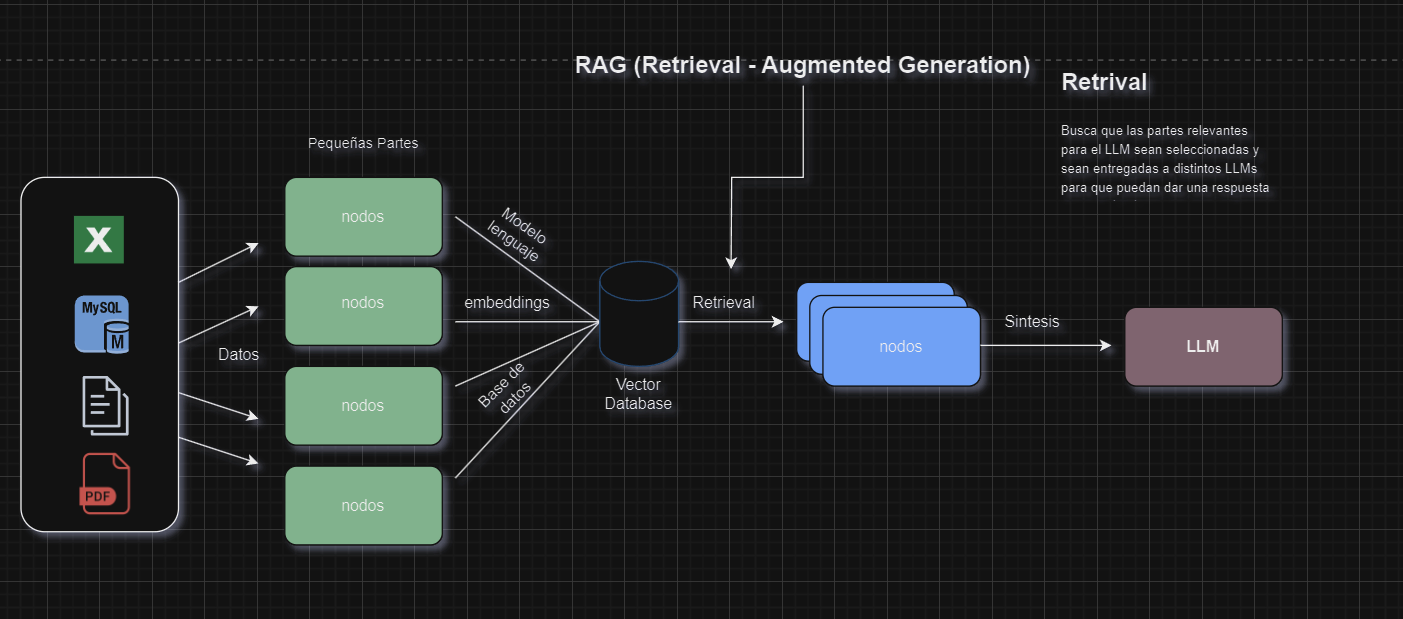 RAG (Retrieval - Augmented Generation)
Retrival
Busca que las partes relevantes
para el LLM sean seleccionadas y
sean entregadas a distintos LLMs
para que puedan dar una respuesta
Pequeñas Partes
X
MySQL
M
PDF
Datos
nodos
nodos
nodos
nodos
Modelo
lenguaje
embeddings
Base de
datos
Vector
Database
Retrieval
nodos
Sintesis
LLM